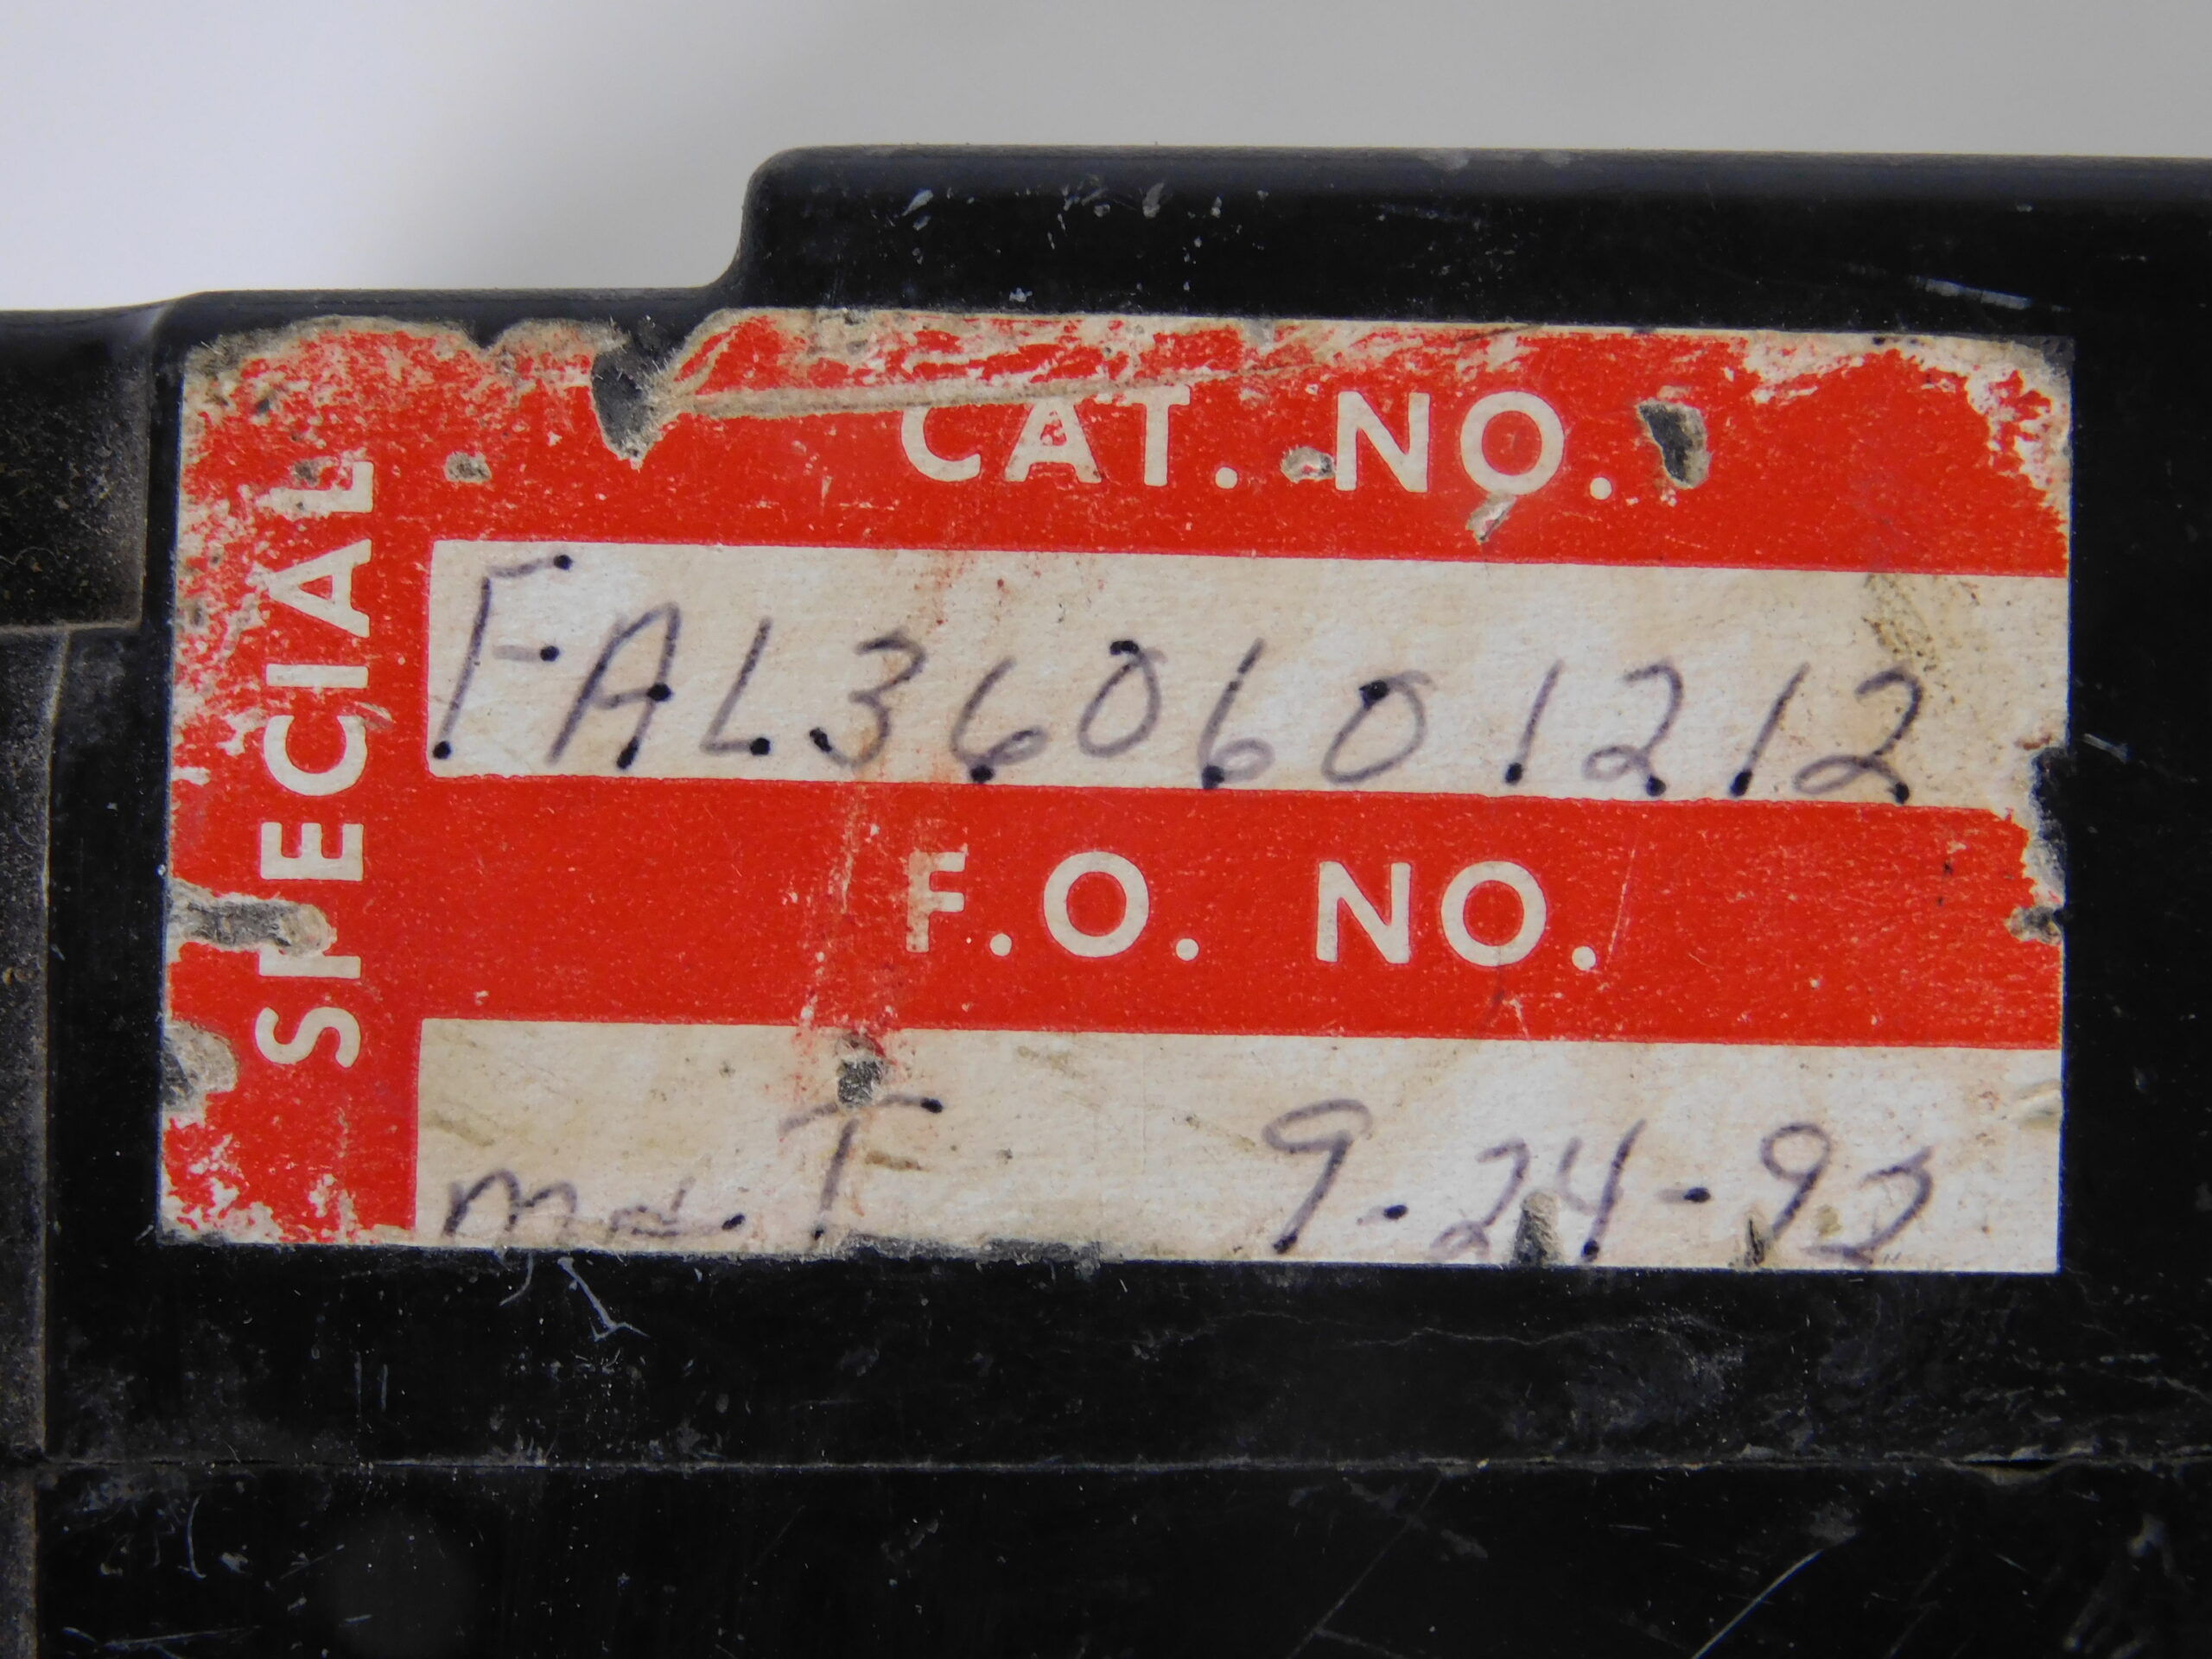 SPECIAL
CAT. NO.
FAL360601212
F.O. NO.
T 9-24-92